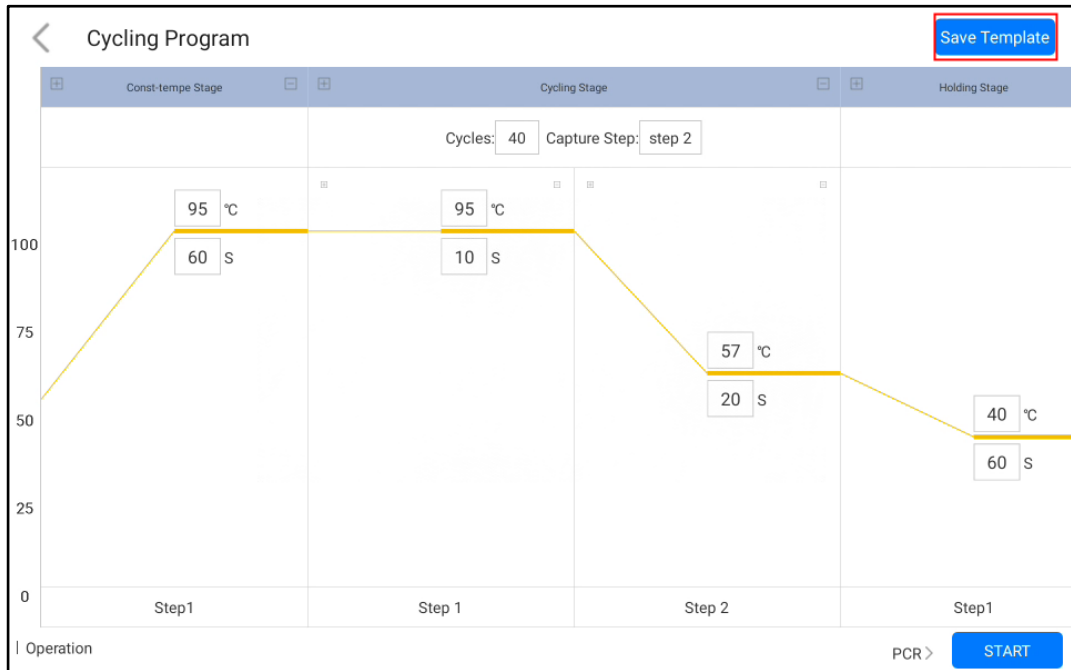 Cycling Program
Save Template
Const-tempe Stage
Cycling Stage
Holding Stage
Cycles: 40 Capture Step: step 2
95 ℃
60 S
95 ℃
10 S
57 ℃
20 S
40 ℃
60 S
100
75
50
25
0
Step1
Step 1
Step 2
Step1
| Operation
PCR >
START